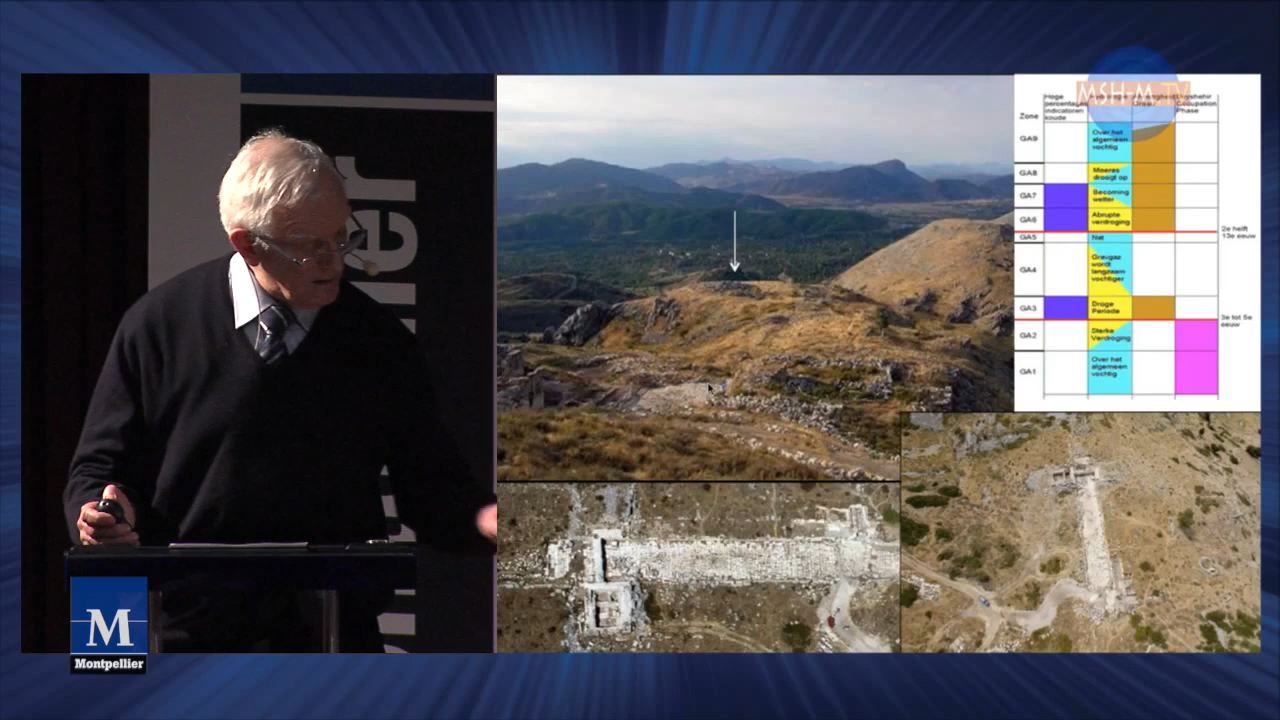 MSH-M TV
Hoge
percentages
indicatoren
koude
Occupation
Phase
Zone
GA9
Over het
algemeen
vochtig
GA8
Moeras
droogt op
GA7
Becoming
wetter
GA6
Abrupte
verdroging
2e helft
13e eeuw
GA5
Nat
GA4
Gravgaz
wordt
langzaam
vochtiger
GA3
Droge
Periode
3e tot 5e
eeuw
GA2
Sterke
Verdroging
GA1
Over het
algemeen
vochtig
M
Montpellier